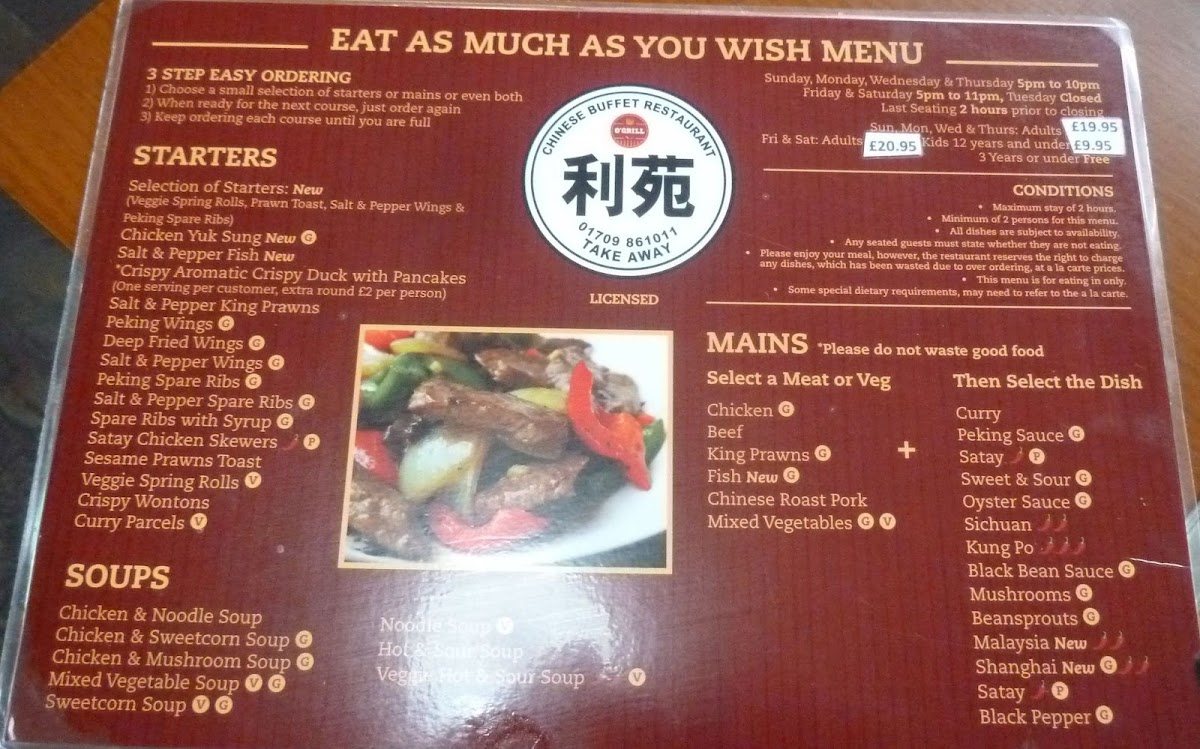 EAT AS MUCH AS YOU WISH MENU
3 STEP EASY ORDERING
1) Choose a small selection of starters or mains or even both
2) When ready for the next course, just order again
3) Keep ordering each course until you are full
CHINESE BUFFET RESTAURANT
O'GRILL
利苑
01709 861011
TAKE AWAY
LICENSED
Sunday, Monday, Wednesday & Thursday 5pm to 10pm
Friday & Saturday 5pm to 11pm, Tuesday Closed
Last Seating 2 hours prior to closing
Sun, Mon, Wed & Thurs: Adults £19.95
Fri & Sat: Adults £20.95 Kids 12 years and under £9.95
3 Years or under Free
CONDITIONS
• Maximum stay of 2 hours.
• Minimum of 2 persons for this menu.
• All dishes are subject to availability.
• Any seated guests must state whether they are not eating.
• Please enjoy your meal, however, the restaurant reserves the right to charge
any dishes, which has been wasted due to over ordering, at a la carte prices.
• This menu is for eating in only.
• Some special dietary requirements, may need to refer to the a la carte.
STARTERS
Selection of Starters: New
(Veggie Spring Rolls, Prawn Toast, Salt & Pepper Wings &
Peking Spare Ribs)
Chicken Yuk Sung New G
Salt & Pepper Fish New
*Crispy Aromatic Crispy Duck with Pancakes
(One serving per customer, extra round £2 per person)
Salt & Pepper King Prawns
Peking Wings G
Deep Fried Wings G
Salt & Pepper Wings G
Peking Spare Ribs G
Salt & Pepper Spare Ribs G
Spare Ribs with Syrup G
Satay Chicken Skewers P
Sesame Prawns Toast
Veggie Spring Rolls V
Crispy Wontons
Curry Parcels V
SOUPS
Chicken & Noodle Soup
Chicken & Sweetcorn Soup G
Chicken & Mushroom Soup G
Mixed Vegetable Soup V G
Sweetcorn Soup V G
Noodle Soup V
Hot & Sour Soup
Veggie Hot & Sour Soup V
MAINS *Please do not waste good food
Select a Meat or Veg
Chicken G
Beef
King Prawns G
Fish New G
Chinese Roast Pork
Mixed Vegetables G V
+
Then Select the Dish
Curry
Peking Sauce G
Satay P
Sweet & Sour G
Oyster Sauce G
Sichuan
Kung Po
Black Bean Sauce G
Mushrooms G
Beansprouts G
Malaysia New
Shanghai New G
Satay P
Black Pepper G